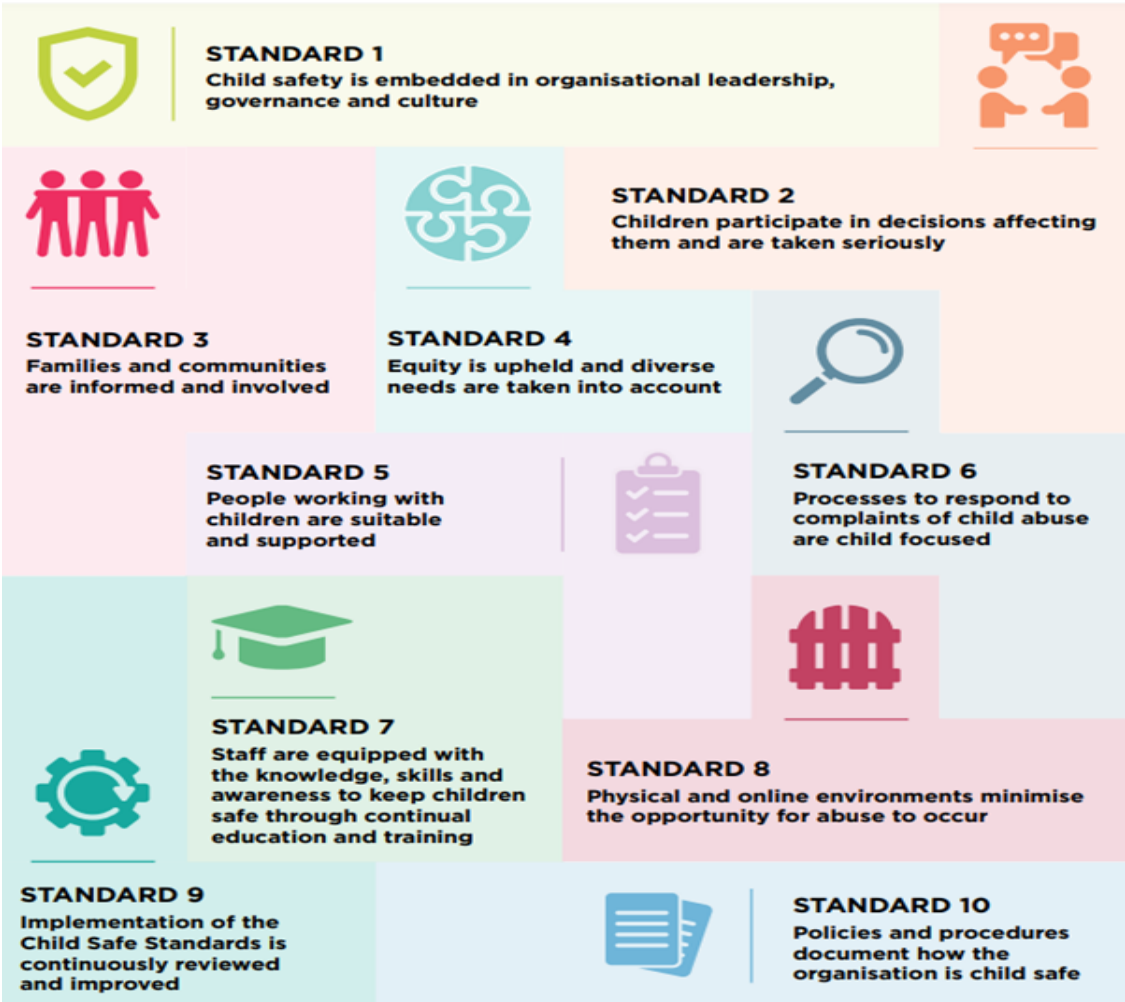 STANDARD 1
Child safety is embedded in organisational leadership,
governance and culture
STANDARD 2
Children participate in decisions affecting
them and are taken seriously
STANDARD 3
Families and communities
are informed and involved
STANDARD 4
Equity is upheld and diverse
needs are taken into account
STANDARD 5
People working with
children are suitable
and supported
STANDARD 6
Processes to respond to
complaints of child abuse
are child focused
STANDARD 7
Staff are equipped with
the knowledge, skills and
awareness to keep children
safe through continual
education and training
STANDARD 8
Physical and online environments minimise
the opportunity for abuse to occur
STANDARD 9
Implementation of the
Child Safe Standards is
continuously reviewed
and improved
STANDARD 10
Policies and procedures
document how the
organisation is child safe